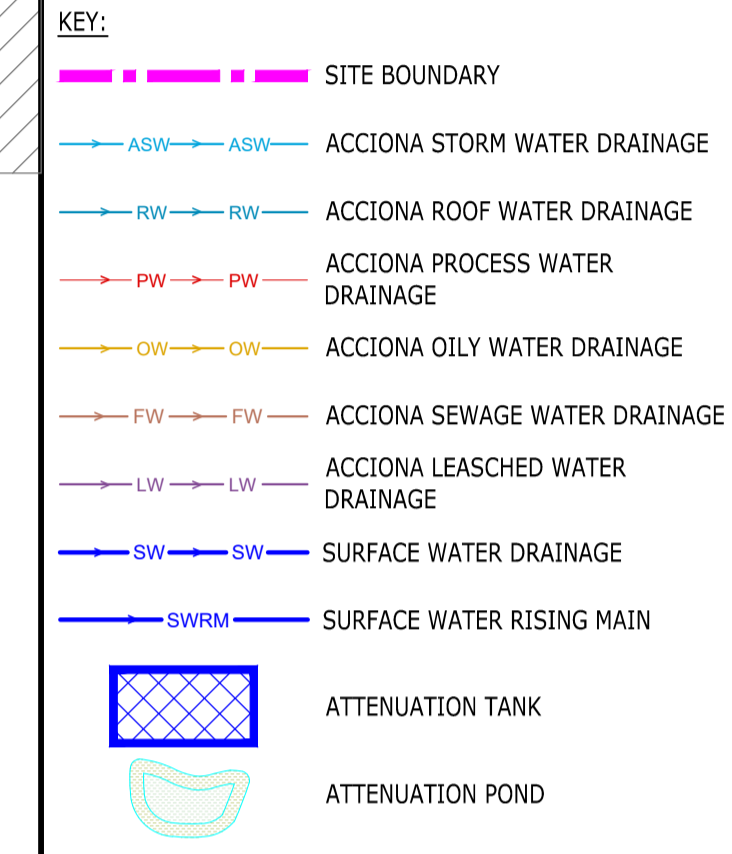 KEY:
SITE BOUNDARY
ASW ASW ACCIONA STORM WATER DRAINAGE
RW RW ACCIONA ROOF WATER DRAINAGE
PW PW ACCIONA PROCESS WATER
DRAINAGE
OW OW ACCIONA OILY WATER DRAINAGE
FW FW ACCIONA SEWAGE WATER DRAINAGE
LW LW ACCIONA LEASCHED WATER
DRAINAGE
SW SW SURFACE WATER DRAINAGE
SWRM SURFACE WATER RISING MAIN
ATTENUATION TANK
ATTENUATION POND